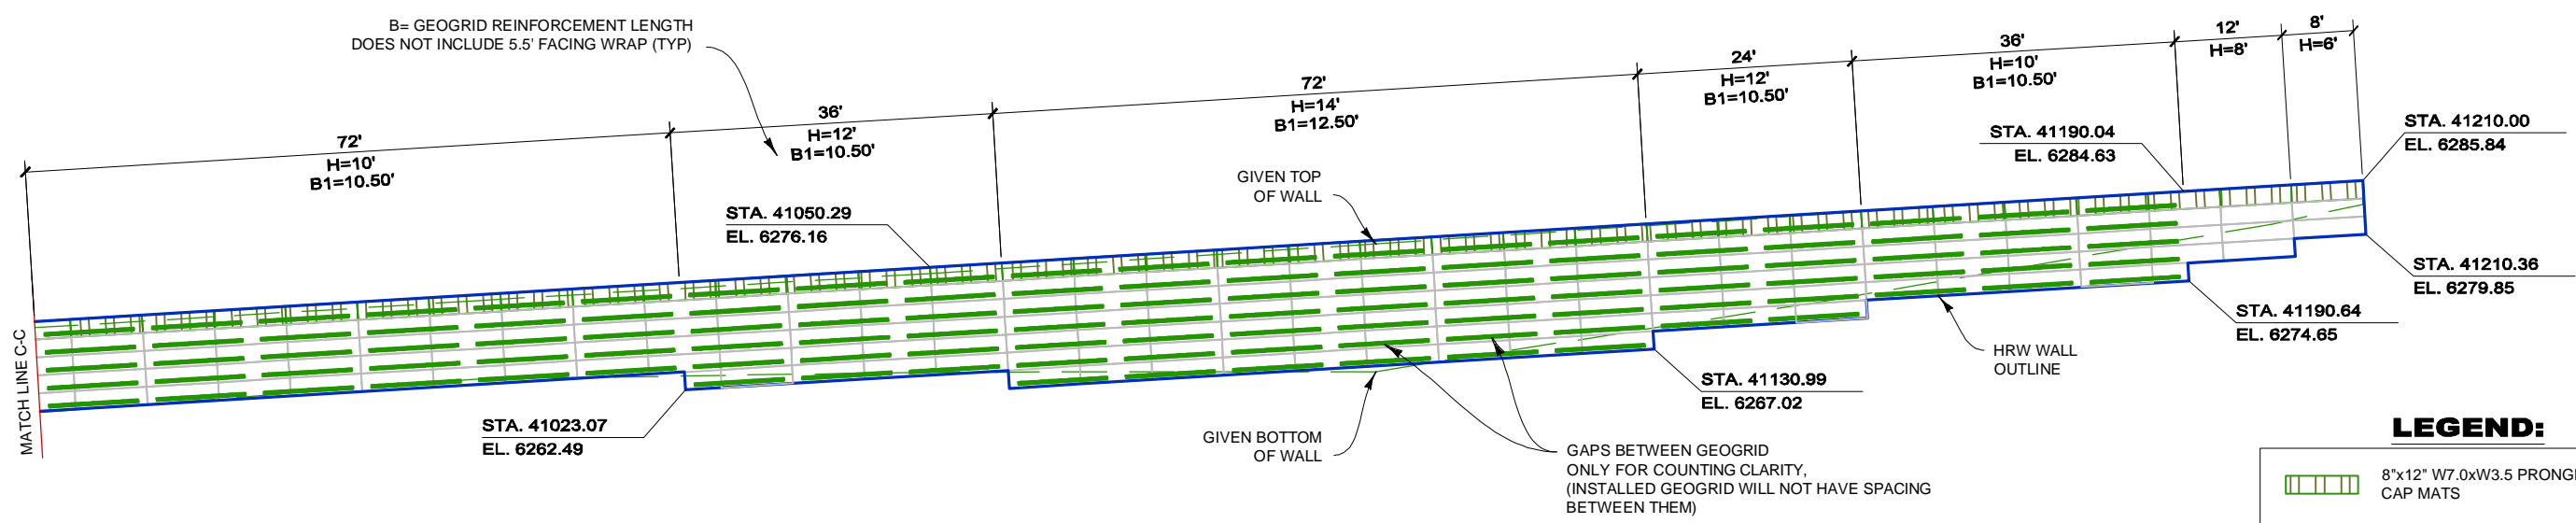 B= GEOGRID REINFORCEMENT LENGTH
DOES NOT INCLUDE 5.5' FACING WRAP (TYP)
72'
H=10'
B1=10.50'
36'
H=12'
B1=10.50'
72'
H=14'
B1=12.50'
24'
H=12'
B1=10.50'
36'
H=10'
B1=10.50'
12'
H=8'
8'
H=6'
STA. 41210.00
EL. 6285.84
STA. 41190.04
EL. 6284.63
GIVEN TOP
OF WALL
STA. 41050.29
EL. 6276.16
STA. 41210.36
EL. 6279.85
STA. 41190.64
EL. 6274.65
HRW WALL
OUTLINE
STA. 41130.99
EL. 6267.02
MATCH LINE C-C
STA. 41023.07
EL. 6262.49
GIVEN BOTTOM
OF WALL
GAPS BETWEEN GEOGRID
ONLY FOR COUNTING CLARITY,
(INSTALLED GEOGRID WILL NOT HAVE SPACING
BETWEEN THEM)
LEGEND:
8"x12" W7.0xW3.5
CAP MATS